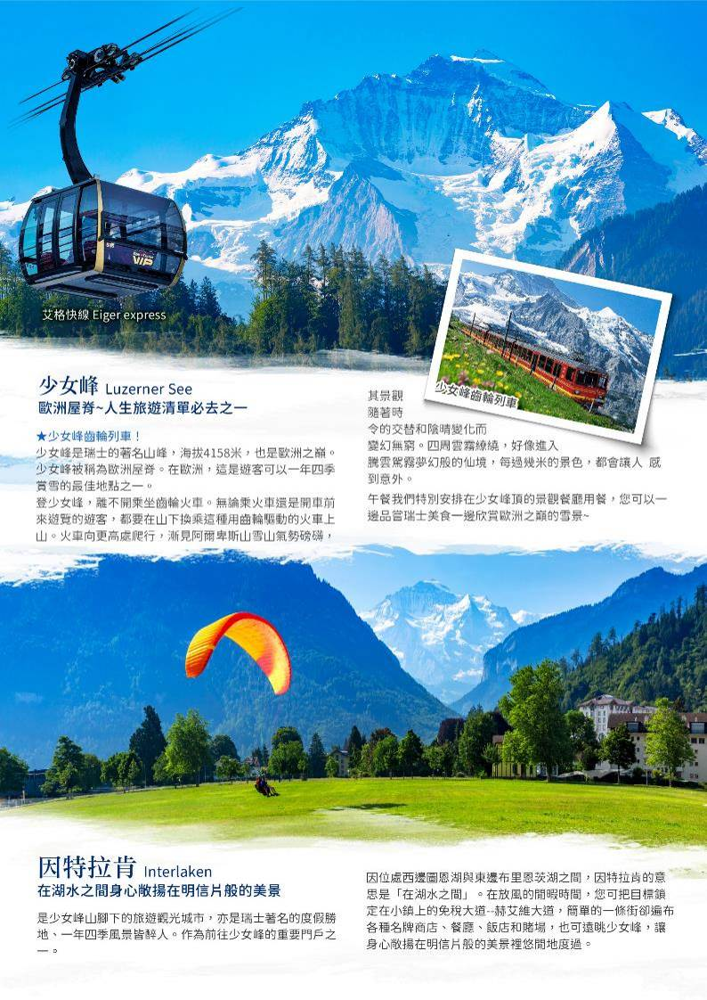 VIP
艾格快線 Eiger express
少女峰齒輪列車
少女峰 Luzerner See
歐洲屋脊~人生旅遊清單必去之一
★少女峰齒輪列車！
少女峰是瑞士的著名山峰，海拔4158米，也是歐洲之巔。
少女峰被稱為歐洲屋脊。在歐洲，這是遊客可以一年四季
賞雪的最佳地點之一。
登少女峰，離不開乘坐齒輪火車。無論乘火車還是開車前
來遊覽的遊客，都要在山下換乘這種用齒輪驅動的火車上
山。火車向更高處爬行，漸見阿爾卑斯山雪山氣勢磅礴，
其景觀
隨著時
令的交替和陰晴變化而
變幻無窮。四周雲霧繚繞，好像進入
騰雲駕霧夢幻般的仙境，每過幾米的景色，都會讓人 感
到意外。
午餐我們特別安排在少女峰頂的景觀餐廳用餐，您可以一
邊品嘗瑞士美食一邊欣賞歐洲之巔的雪景~
因特拉肯 Interlaken
在湖水之間身心敞揚在明信片般的美景
是少女峰山腳下的旅遊觀光城市，亦是瑞士著名的度假勝
地、一年四季風景皆醉人。作為前往少女峰的重要門戶之
一。
因位處西邊圖恩湖與東邊布里恩茨湖之間，因特拉肯的意
思是「在湖水之間」。在放風的閒暇時間，您可把目標鎖
定在小鎮上的免稅大道--赫艾維大道，簡單的一條街卻遍布
各種名牌商店、餐廳、飯店和賭場，也可遠眺少女峰，讓
身心敞揚在明信片般的美景裡悠閒地度過。